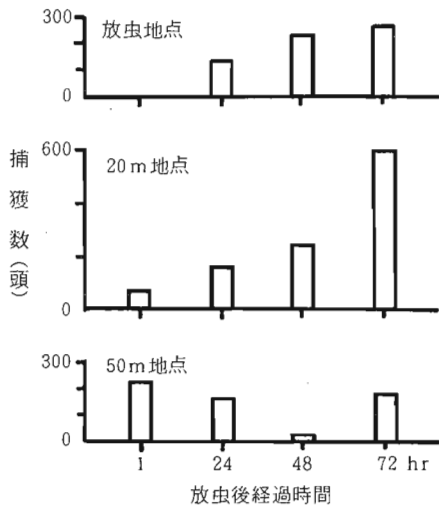 300
放虫地点
0
600
20m地点
0
捕獲数(頭)
300
50m地点
0
1 24 48 72 hr
放虫後経過時間